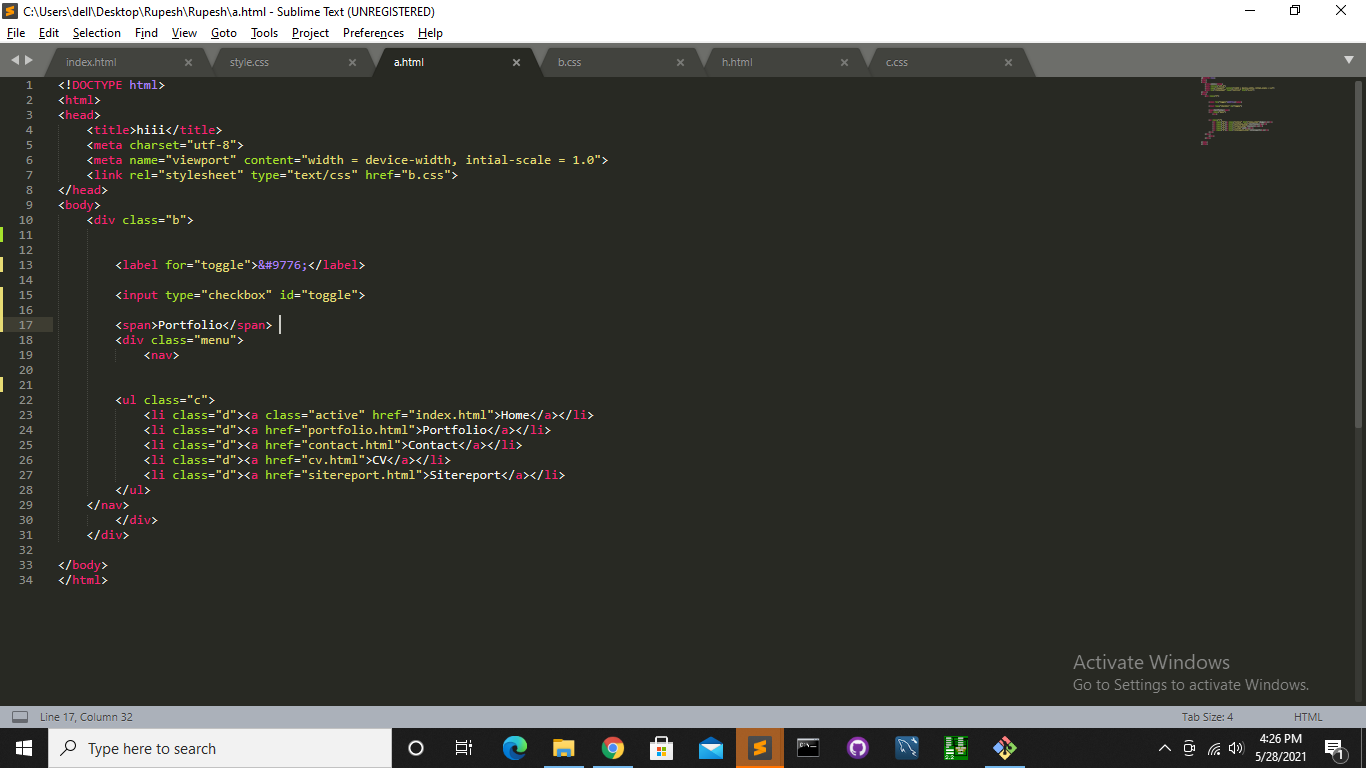 C:\Users\dell\Desktop\Rupesh\Rupesh\a.html - Sublime Text (UNREGISTERED)
File Edit Selection Find View Goto Tools Project Preferences Help
index.html style.css a.html b.css h.html c.css
1 <!DOCTYPE html>
2 <html>
3 <head>
4 <title>hiii</title>
5 <meta charset="utf-8">
6 <meta name="viewport" content="width = device-width, intial-scale = 1.0">
7 <link rel="stylesheet" type="text/css" href="b.css">
8 </head>
9 <body>
10 <div class="b">
11
12
13 <label for="toggle">&#9776;</label>
14
15 <input type="checkbox" id="toggle">
16
17 <span>Portfolio</span>
18 <div class="menu">
19 <nav>
20
21
22 <ul class="c">
23 <li class="d"><a class="active" href="index.html">Home</a></li>
24 <li class="d"><a href="portfolio.html">Portfolio</a></li>
25 <li class="d"><a href="contact.html">Contact</a></li>
26 <li class="d"><a href="cv.html">CV</a></li>
27 <li class="d"><a href="sitereport.html">Sitereport</a></li>
28 </ul>
29 </nav>
30 </div>
31 </div>
32
33 </body>
34 </html>
Activate Windows
Go to Settings to activate Windows.
Line 17, Column 32 Tab Size: 4 HTML
Type here to search
4:26 PM
5/28/2021
1